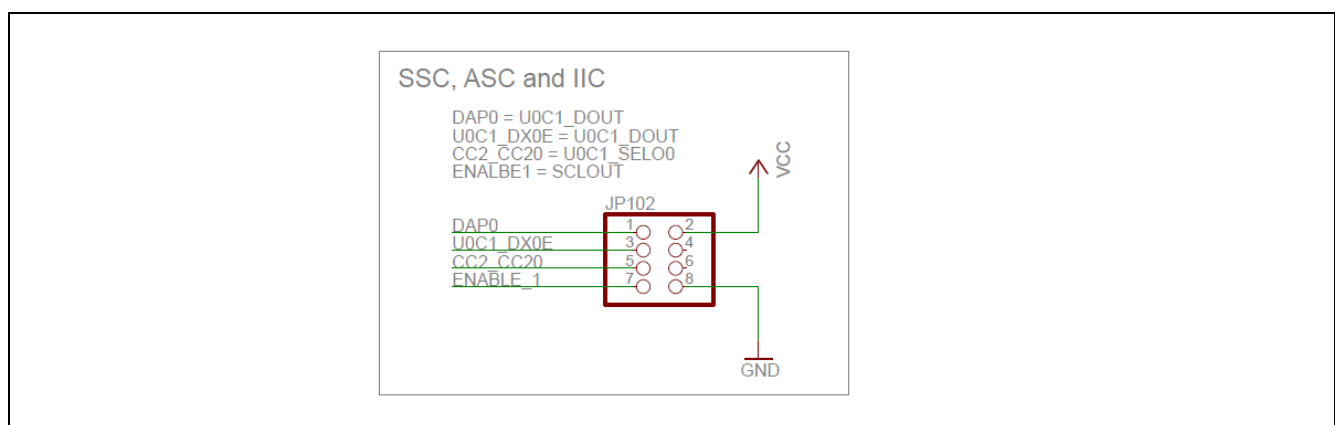 SSC, ASC and IIC
DAP0 = U0C1_DOUT
U0C1_DX0E = U0C1_DOUT
CC2_CC20 = U0C1_SELO0
ENALBE1 = SCLOUT
VCC
JP102
DAP0 1 2
U0C1_DX0E 3 4
CC2_CC20 5 6
ENABLE_1 7 8
GND